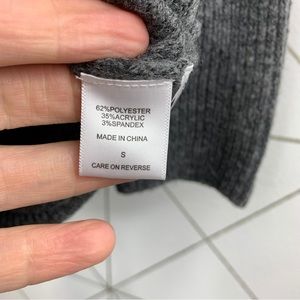 62%POLYESTER
35%ACRYLIC
3%SPANDEX
MADE IN CHINA
S
CARE ON REVERSE